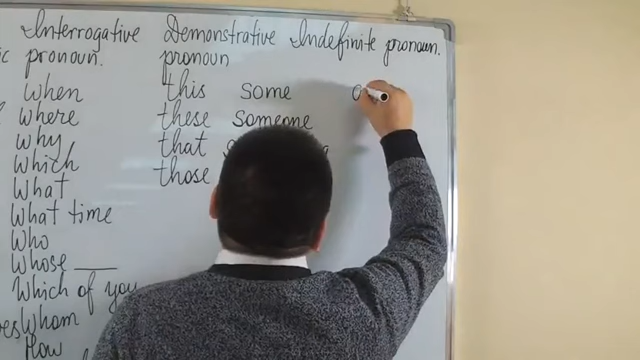 Interrogative Demonstrative Indefinite pronoun.
pronoun. pronoun
when this some
where these someone
why that
which those
what
what time
who
whose ___
Which of you
Whom
How